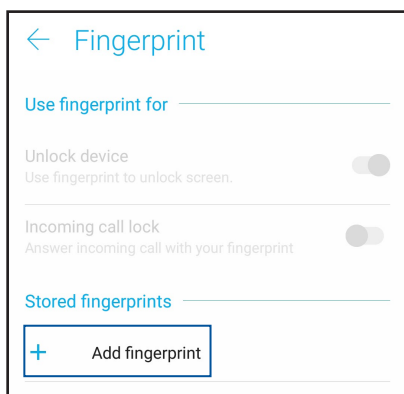 Fingerprint
Use fingerprint for
Unlock device
Use fingerprint to unlock screen.
Incoming call lock
Answer incoming call with your fingerprint
Stored fingerprints
Add fingerprint